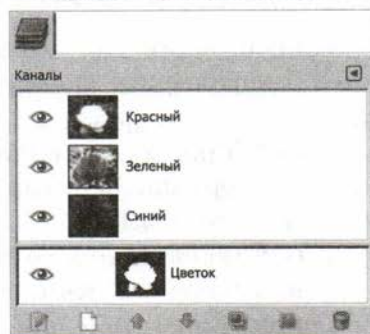 Каналы
Красный
Зеленый
Синий
Цветок